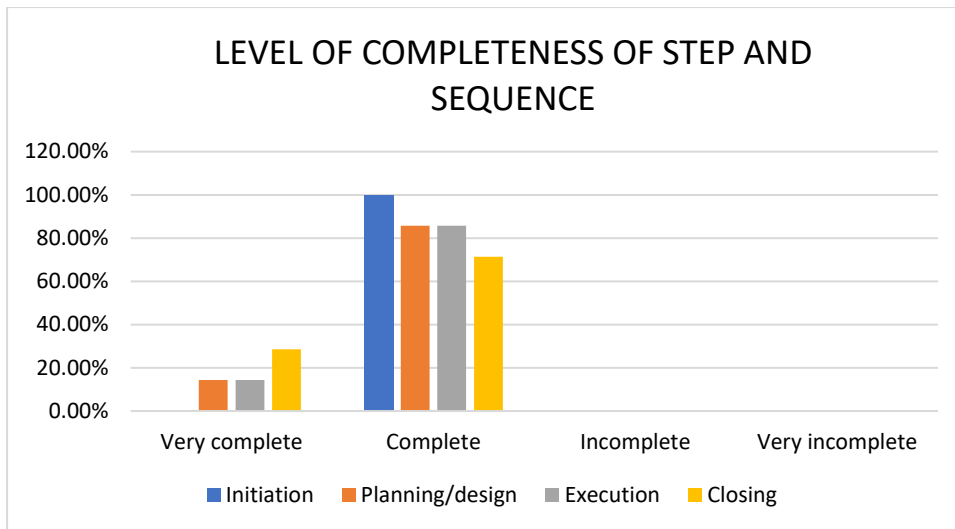 LEVEL OF COMPLETENESS OF STEP AND
SEQUENCE
120.00%
100.00%
80.00%
60.00%
40.00%
20.00%
0.00%
Very complete Complete Incomplete Very incomplete
Initiation Planning/design Execution Closing